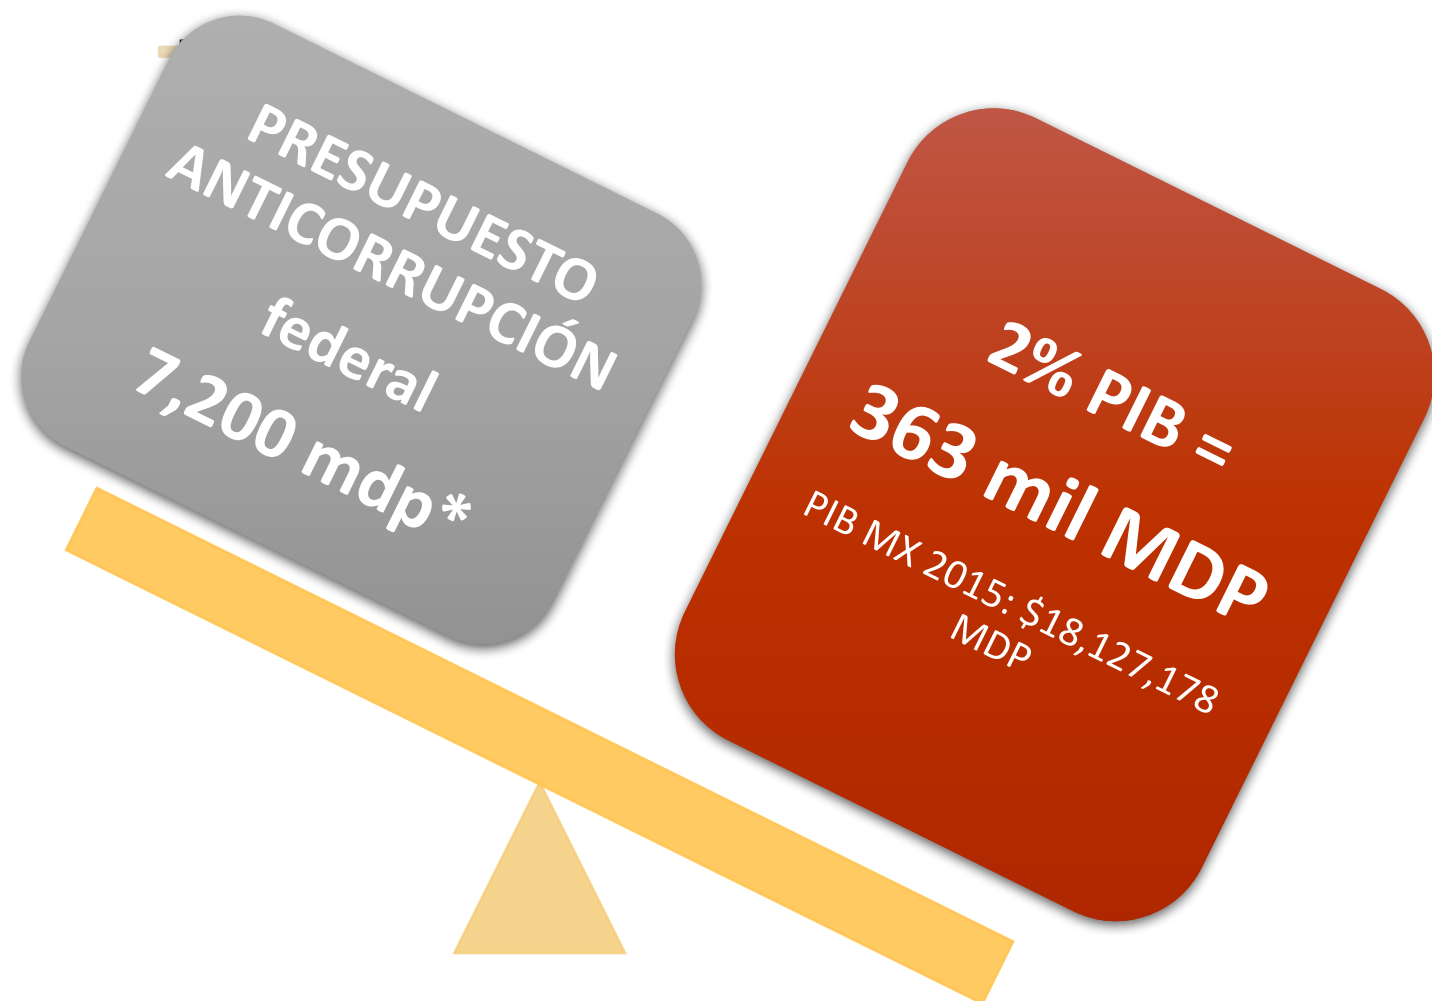 PRESUPUESTO
ANTICORRUPCIÓN
federal
7,200 mdp*
2% PIB =
363 mil MDP
PIB MX 2015: $18,127,178
MDP